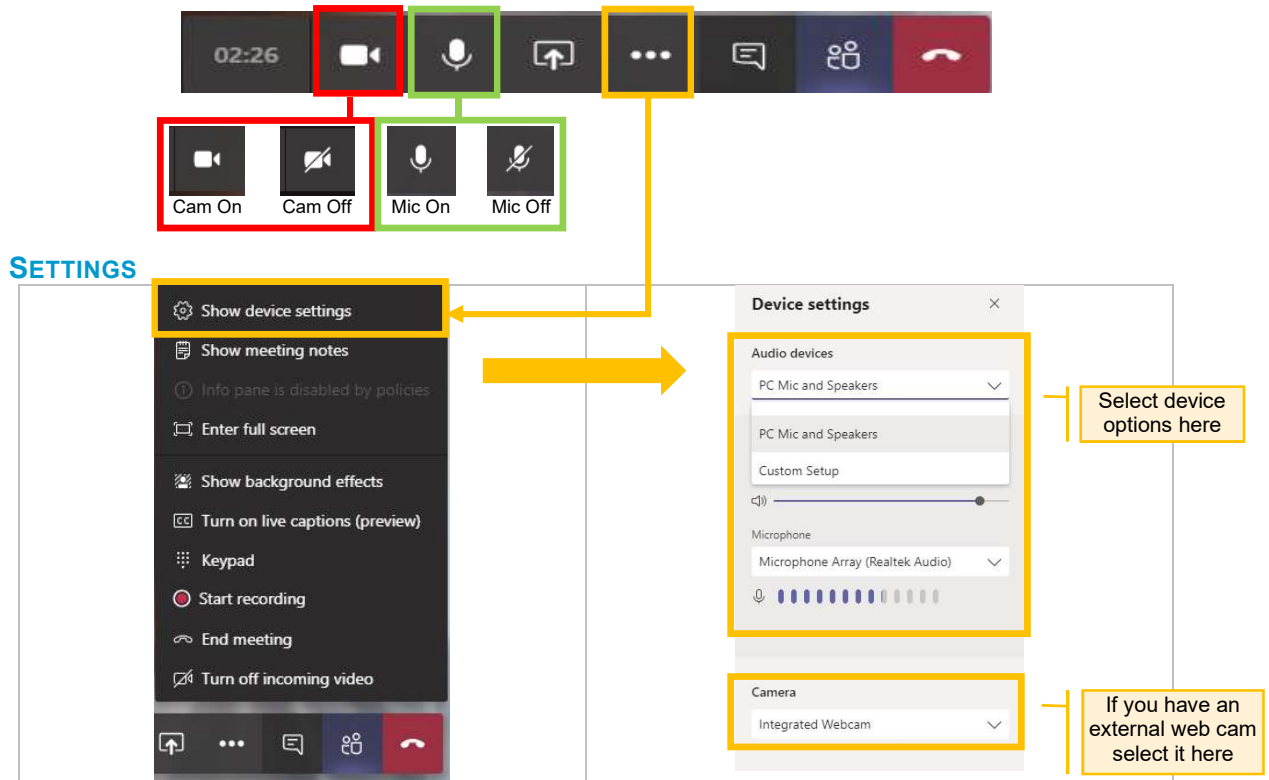 02:26
Cam On
Cam Off
Mic On
Mic Off
SETTINGS
Show device settings
Show meeting notes
Info pane is disabled by policies
Enter full screen
Show background effects
CC Turn on live captions (preview)
Keypad
Start recording
End meeting
Turn off incoming video
Device settings
Audio devices
PC Mic and Speakers
PC Mic and Speakers
Custom Setup
Microphone
Microphone Array (Realtek Audio)
Camera
Integrated Webcam
Select device
options here
If you have an
external web cam
select it here